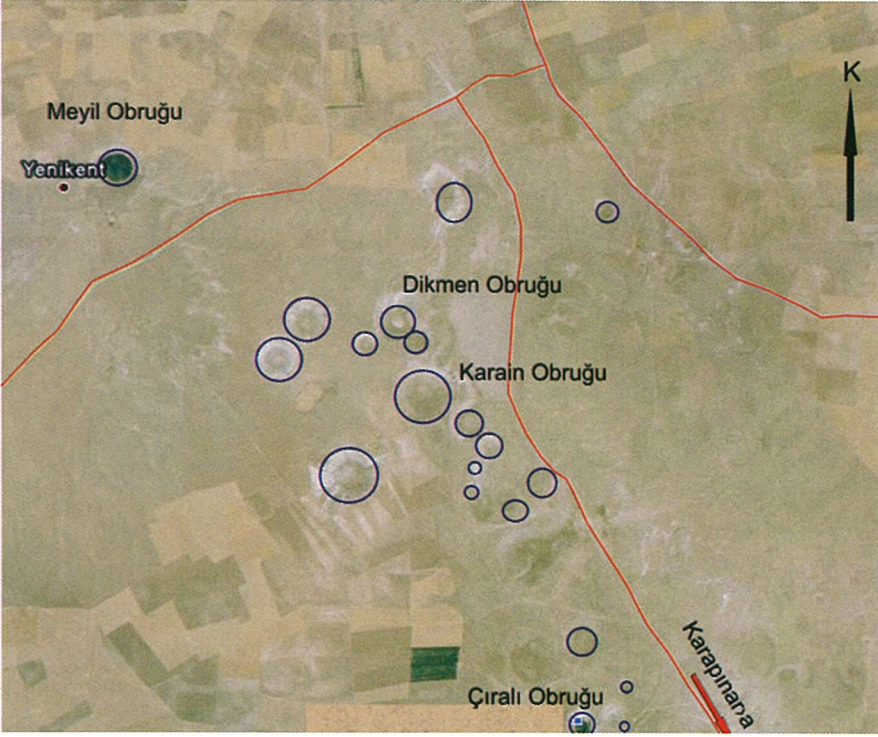 K
Meyil Obruğu
Yenikent
Dikmen Obruğu
Karain Obruğu
Karapınara
Çıralı Obruğu